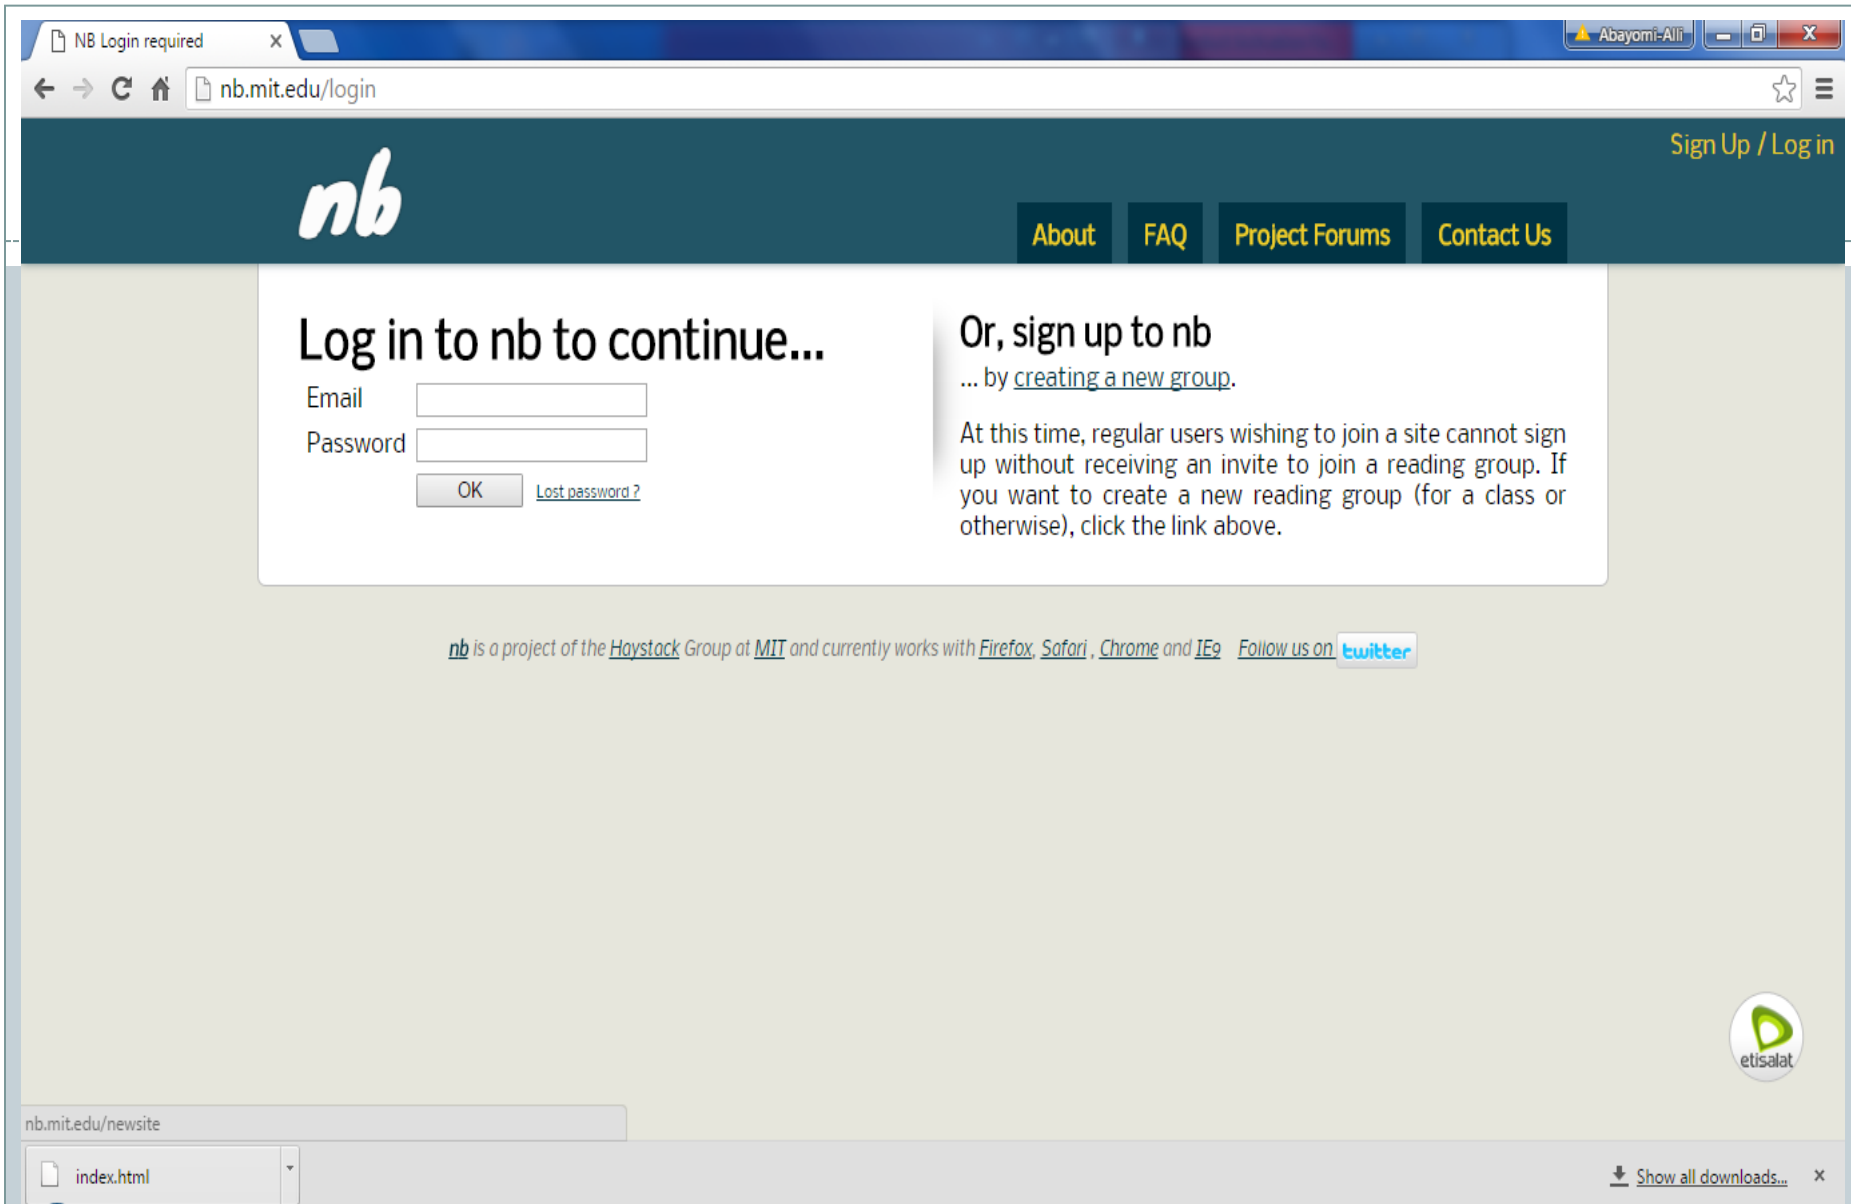 NB Login required
Abayomi-Alli
nb.mit.edu/login
Sign Up / Log in
nb
About FAQ Project Forums Contact Us
Log in to nb to continue...
Email
Password
OK Lost password ?
Or, sign up to nb
... by creating a new group.
At this time, regular users wishing to join a site cannot sign
up without receiving an invite to join a reading group. If
you want to create a new reading group (for a class or
otherwise), click the link above.
nb is a project of the Haystack Group at MIT and currently works with Firefox, Safari , Chrome and IE9 Follow us on twitter
etisalat
nb.mit.edu/newsite
index.html
Show all downloads...